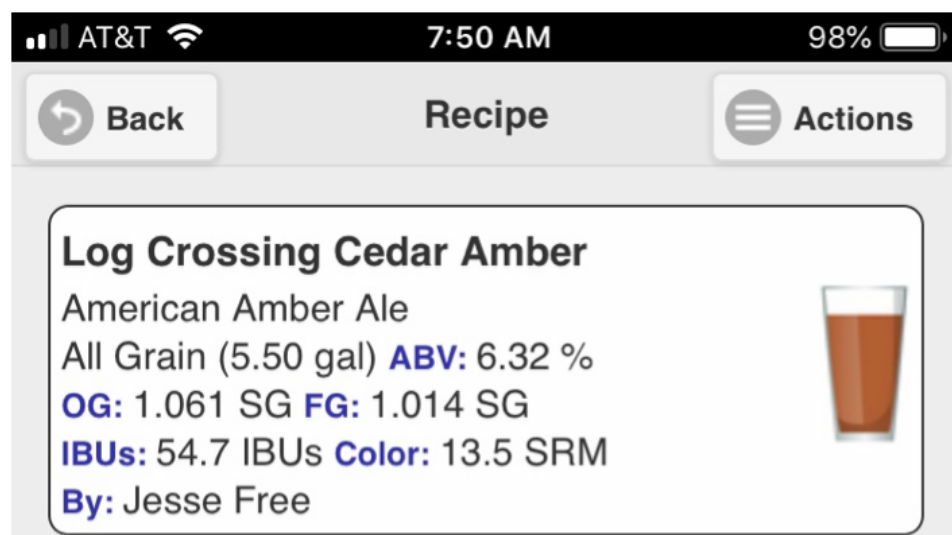 AT&T 7:50 AM 98%
Back Recipe Actions
Log Crossing Cedar Amber
American Amber Ale
All Grain (5.50 gal) ABV: 6.32 %
OG: 1.061 SG FG: 1.014 SG
IBUs: 54.7 IBUs Color: 13.5 SRM
By: Jesse Free